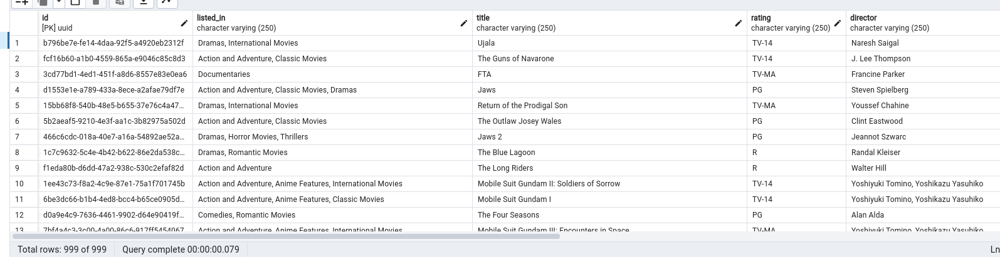 id listed_in title rating director
[PK] uuid character varying (250) character varying (250) character varying (250) character varying (250)
1 b796be7e-fe14-4daa-92f5-a4920eb2312f Dramas, International Movies Ujala TV-14 Naresh Saigal
2 fcf16b60-a1b0-4559-865a-e9046c85c8d3 Action and Adventure, Classic Movies The Guns of Navarone TV-14 J. Lee Thompson
3 3cd77bd1-4ed1-451f-a8d6-8557e83e0ea6 Documentaries FTA TV-MA Francine Parker
4 d1553e1e-a789-433a-8ece-a2afae79df7e Action and Adventure, Classic Movies, Dramas Jaws PG Steven Spielberg
5 15bb68f8-540b-48e5-b655-37e76c4a47… Dramas, International Movies Return of the Prodigal Son TV-MA Youssef Chahine
6 5b2aeaf5-9210-4e3f-aa1c-3b82975a502d Action and Adventure, Classic Movies The Outlaw Josey Wales PG Clint Eastwood
7 466c6cdc-018a-40e7-a16a-54892ae52a… Dramas, Horror Movies, Thrillers Jaws 2 PG Jeannot Szwarc
8 1c7c9632-5c4e-4b42-b622-86e2da538c… Dramas, Romantic Movies The Blue Lagoon R Randal Kleiser
9 f1eda80b-d6dd-47a2-938c-530c2efaf82d Action and Adventure The Long Riders R Walter Hill
10 1ee43c73-f8a2-4c9e-87e1-75a1f701745b Action and Adventure, Anime Features, International Movies Mobile Suit Gundam II: Soldiers of Sorrow TV-14 Yoshiyuki Tomino, Yoshikazu Yasuhiko
11 6be3dc66-b1b4-4ed8-bcc4-b65ce0905d… Action and Adventure, Anime Features, Classic Movies Mobile Suit Gundam I TV-14 Yoshiyuki Tomino, Yoshikazu Yasuhiko
12 d0a9e4c9-7636-4461-9902-d64e90419f… Comedies, Romantic Movies The Four Seasons PG Alan Alda
13 7bf4a4c3-3c00-4a00-86c6-917ff5454067 Action and Adventure, Anime Features, International Movies Mobile Suit Gundam III: Encounters in Space TV-MA Yoshiyuki Tomino, Yoshikazu Yasuhiko
Total rows: 999 of 999 Query complete 00:00:00.079 Ln